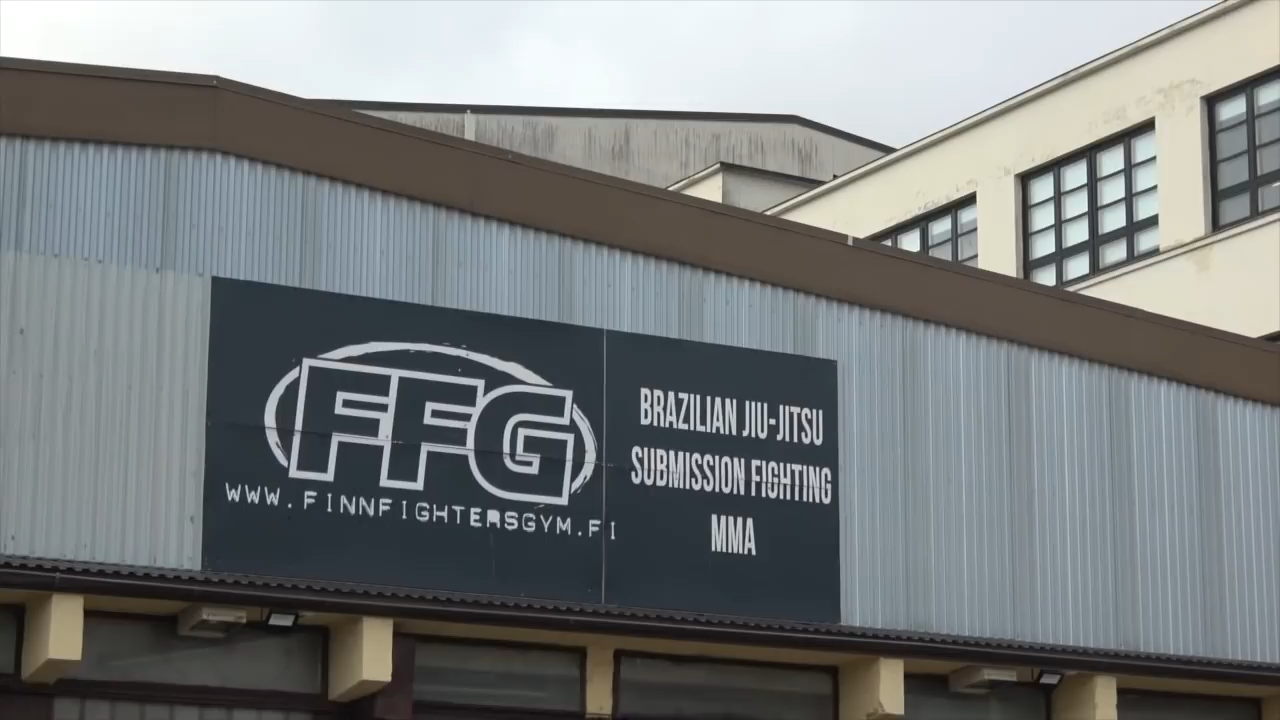 FFG
WWW.FINNFIGHTERSGYM.FI
BRAZILIAN JIU-JITSU
SUBMISSION FIGHTING
MMA